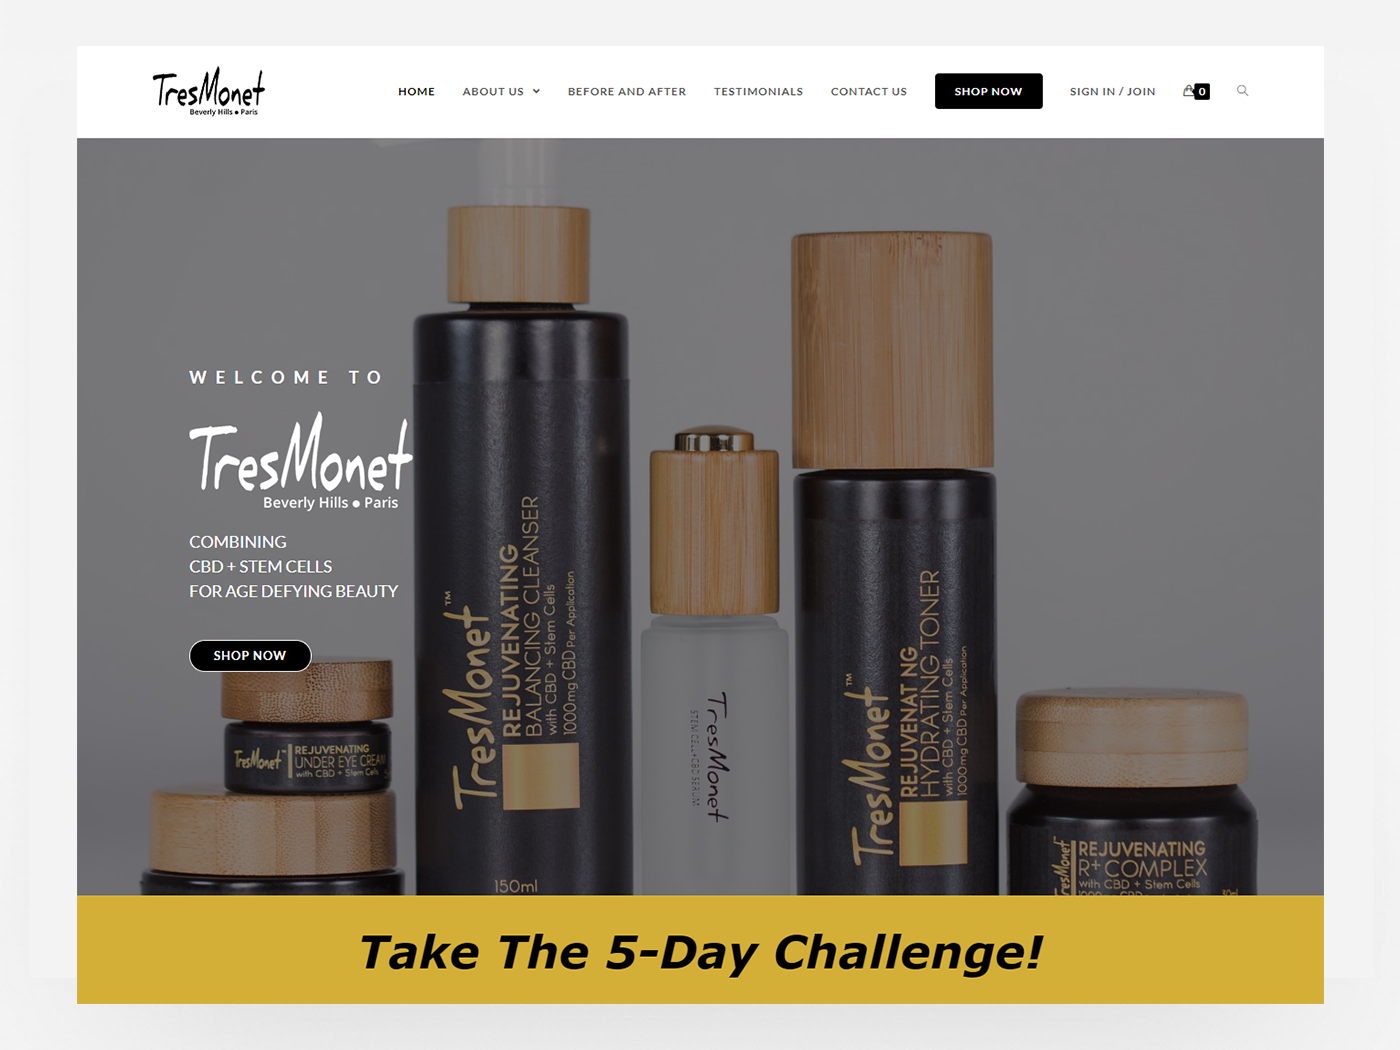 TresMonet
Beverly Hills • Paris
HOME
ABOUT US
BEFORE AND AFTER
TESTIMONIALS
CONTACT US
SHOP NOW
SIGN IN / JOIN
0
WELCOME TO
TresMonet
Beverly Hills • Paris
COMBINING
CBD + STEM CELLS
FOR AGE DEFYING BEAUTY
SHOP NOW
TresMonet
REJUVENATING
UNDER EYE CREAM
with CBD + Stem Cells
TresMonet™
REJUVENATING
BALANCING CLEANSER
with CBD + Stem Cells
1000mg CBD Per Application
150ml
TresMonet
STEM CELL+CBD SERUM
TresMonet™
REJUVENAT NG
HYDRATING TONER
with CBD + Stem Cells
1000mg CBD Per Application
TresMonet
REJUVENATING
R+COMPLEX
with CBD + Stem Cells
Take The 5-Day Challenge!